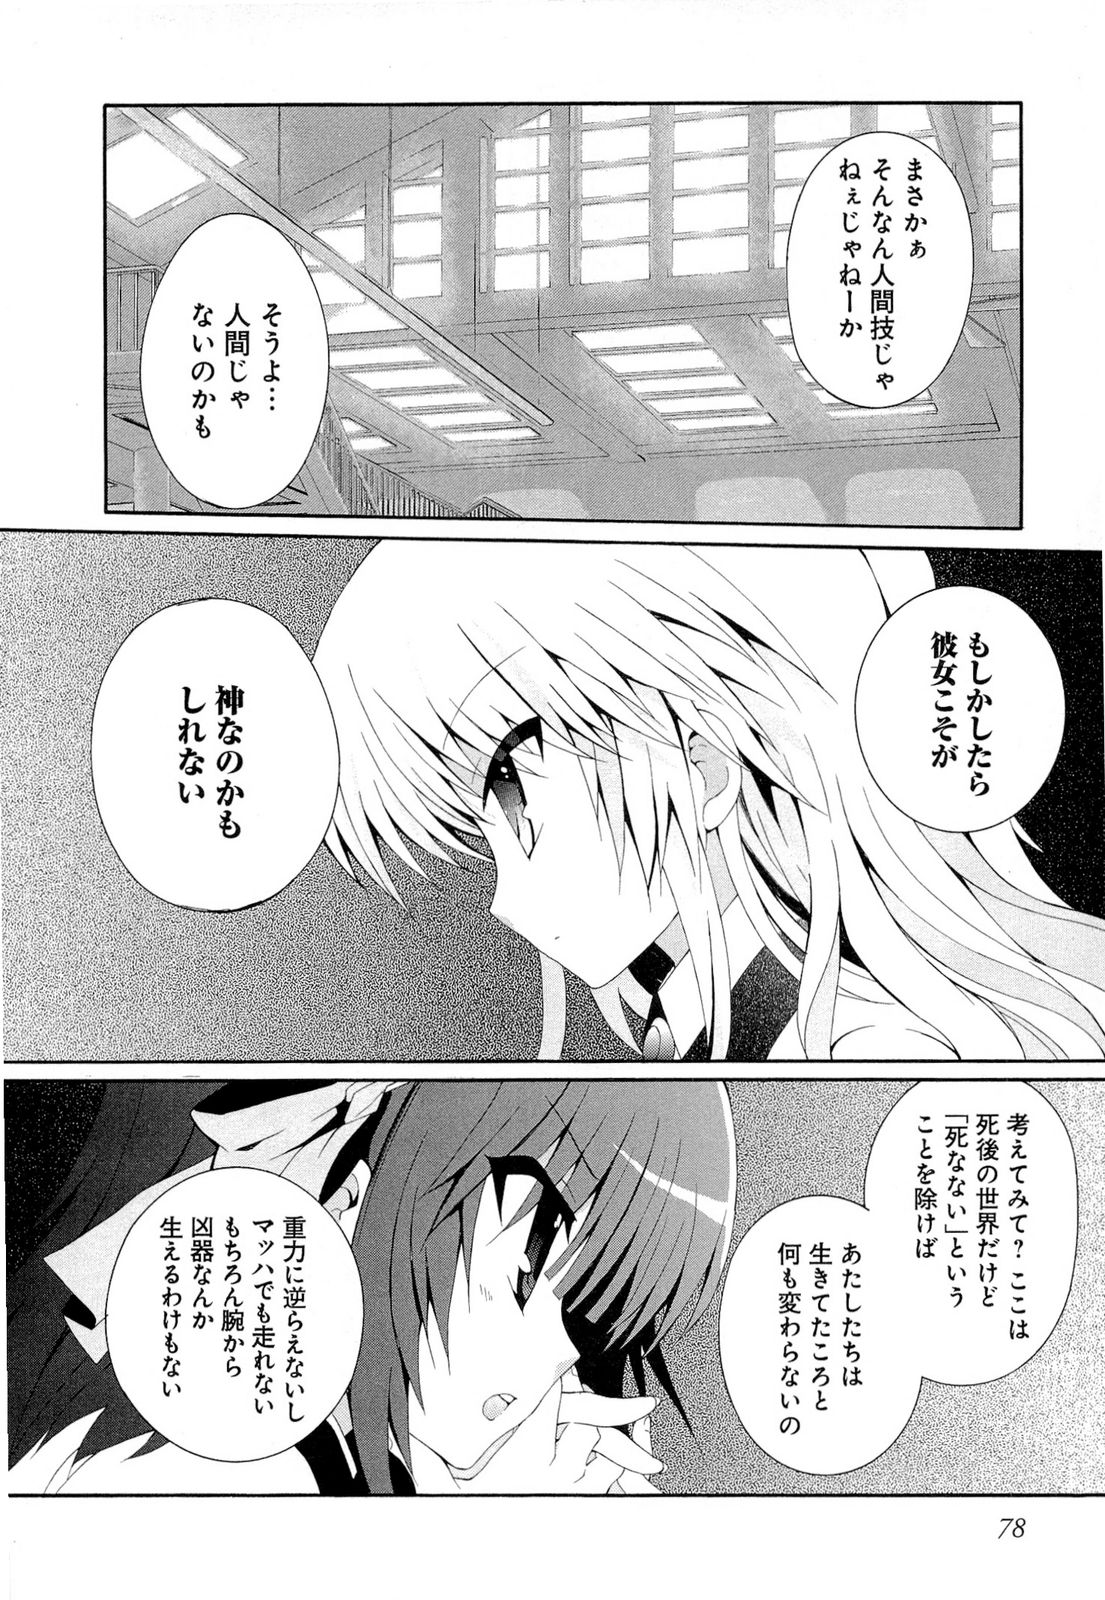 まさかぁ
そんなん人間技じゃ
ねぇじゃねーか
そうよ…
人間じゃ
ないのかも
もしかしたら
彼女こそが
神なのかも
しれない
考えてみて？ここは
死後の世界だけど
「死なない」という
ことを除けば
あたしたちは
生きてたころと
何も変わらないの
重力に逆らえないし
マッハでも走れない
もちろん腕から
凶器なんか
生えるわけもない
78